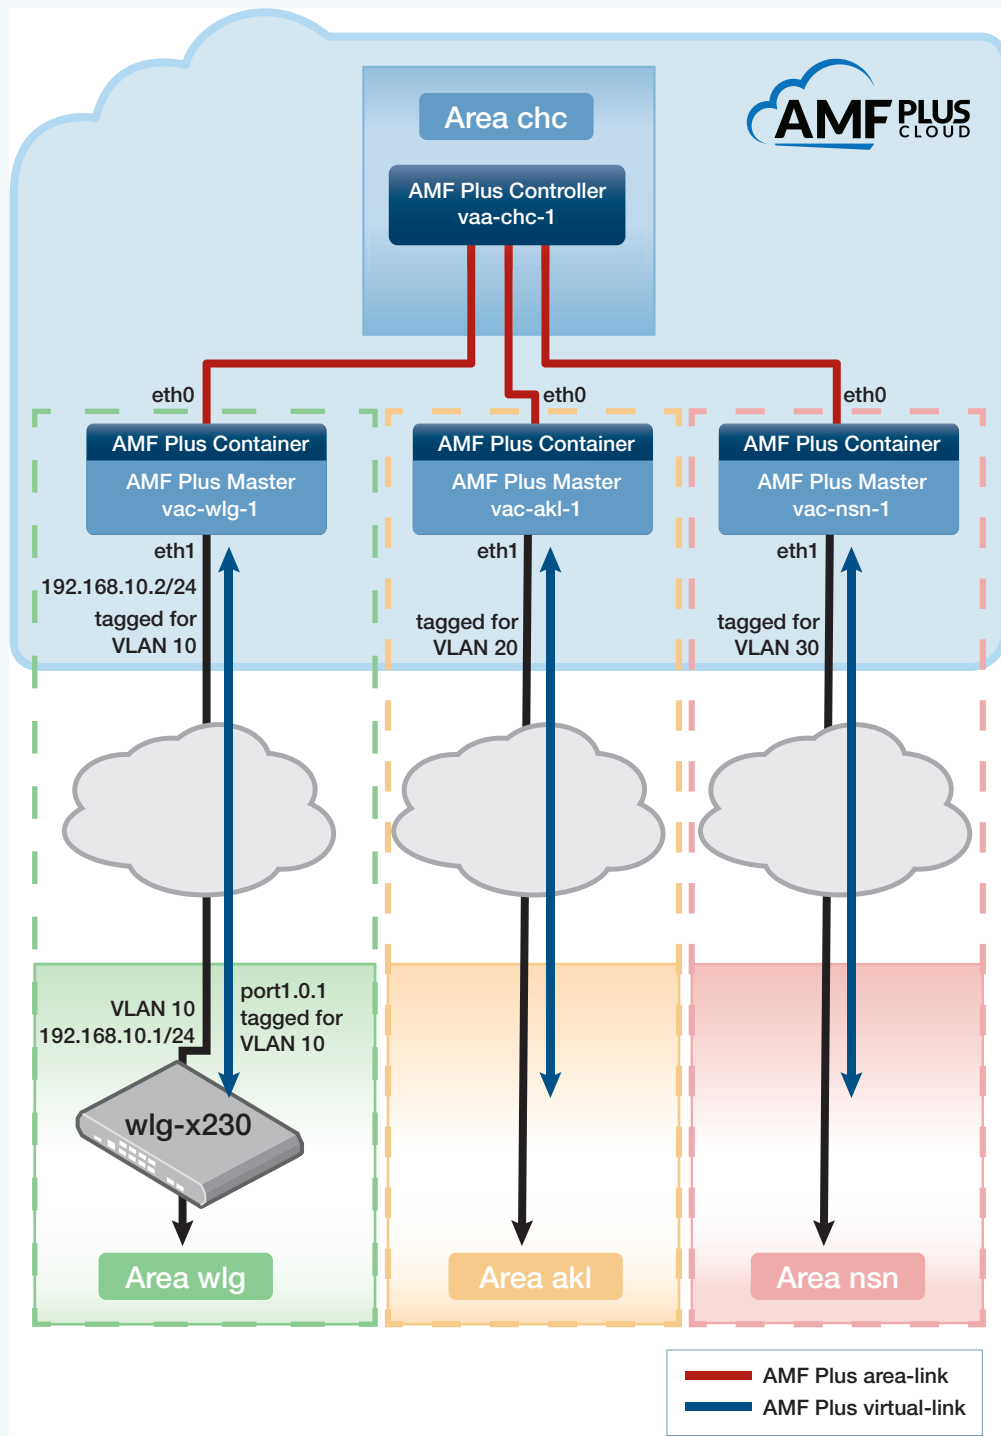 Area chc
AMF PLUS
CLOUD
AMF Plus Controller
vaa-chc-1
eth0
eth0
eth0
AMF Plus Container
AMF Plus Master
vac-wlg-1
AMF Plus Container
AMF Plus Master
vac-akl-1
AMF Plus Container
AMF Plus Master
vac-nsn-1
eth1
192.168.10.2/24
tagged for
VLAN 10
eth1
tagged for
VLAN 20
eth1
tagged for
VLAN 30
VLAN 10
192.168.10.1/24
port1.0.1
tagged for
VLAN 10
wlg-x230
Area wlg
Area akl
Area nsn
AMF Plus area-link
AMF Plus virtual-link